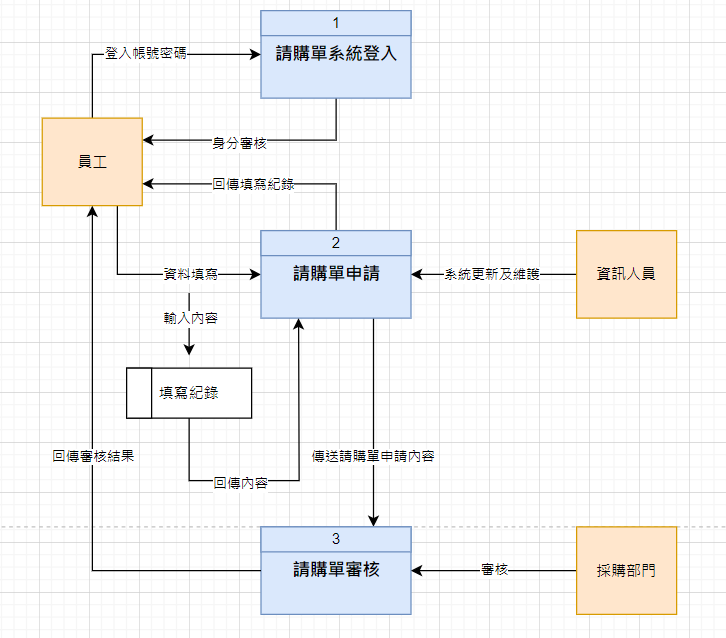 1
登入帳號密碼
請購單系統登入
身分審核
員工
回傳填寫紀錄
2
資料填寫
請購單申請
系統更新及維護
資訊人員
輸入內容
填寫紀錄
回傳審核結果
傳送請購單申請內容
回傳內容
3
請購單審核
審核
採購部門